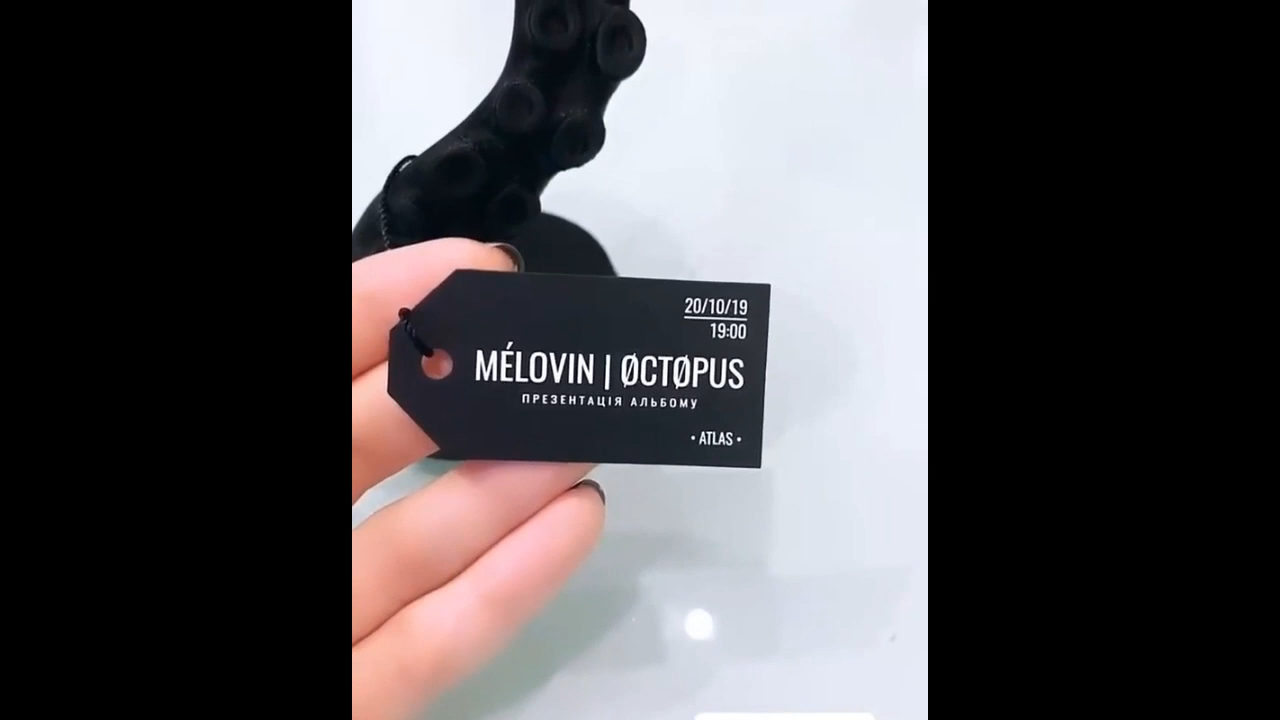 20/10/19
19:00
MÉLOVIN | ØCTØPUS
ПРЕЗЕНТАЦІЯ АЛЬБОМУ
• ATLAS •